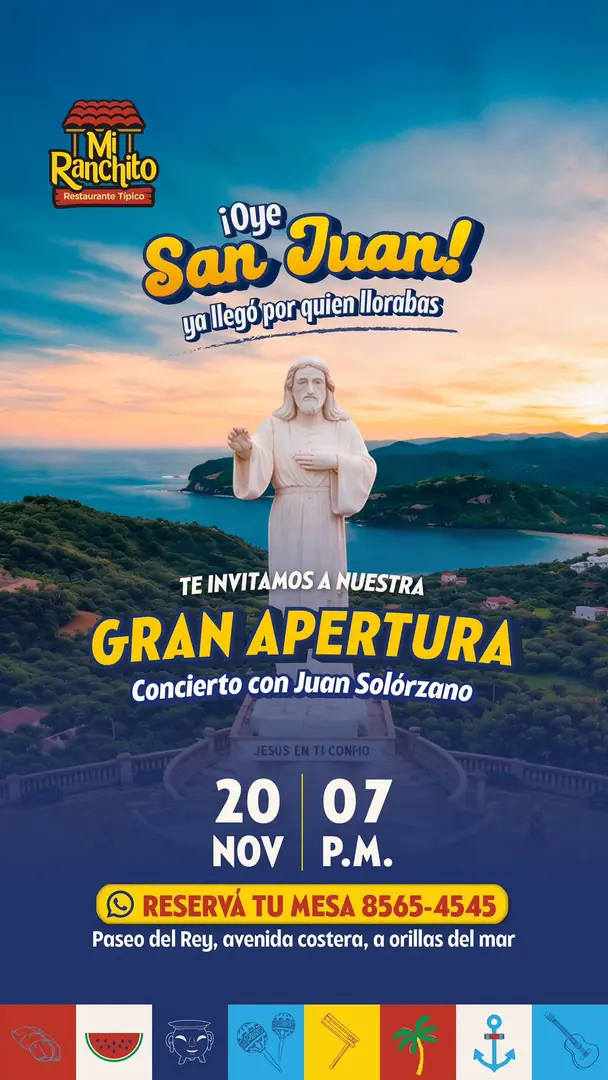 Mi
Ranchito
Restaurante Típico
¡Oye
San Juan!
ya llegó por quien llorabas
TE INVITAMOS A NUESTRA
GRAN APERTURA
Concierto con Juan Solórzano
JESUS EN TI CONFIO
20 NOV
07 P.M.
RESERVÁ TU MESA 8565-4545
Paseo del Rey, avenida costera, a orillas del mar